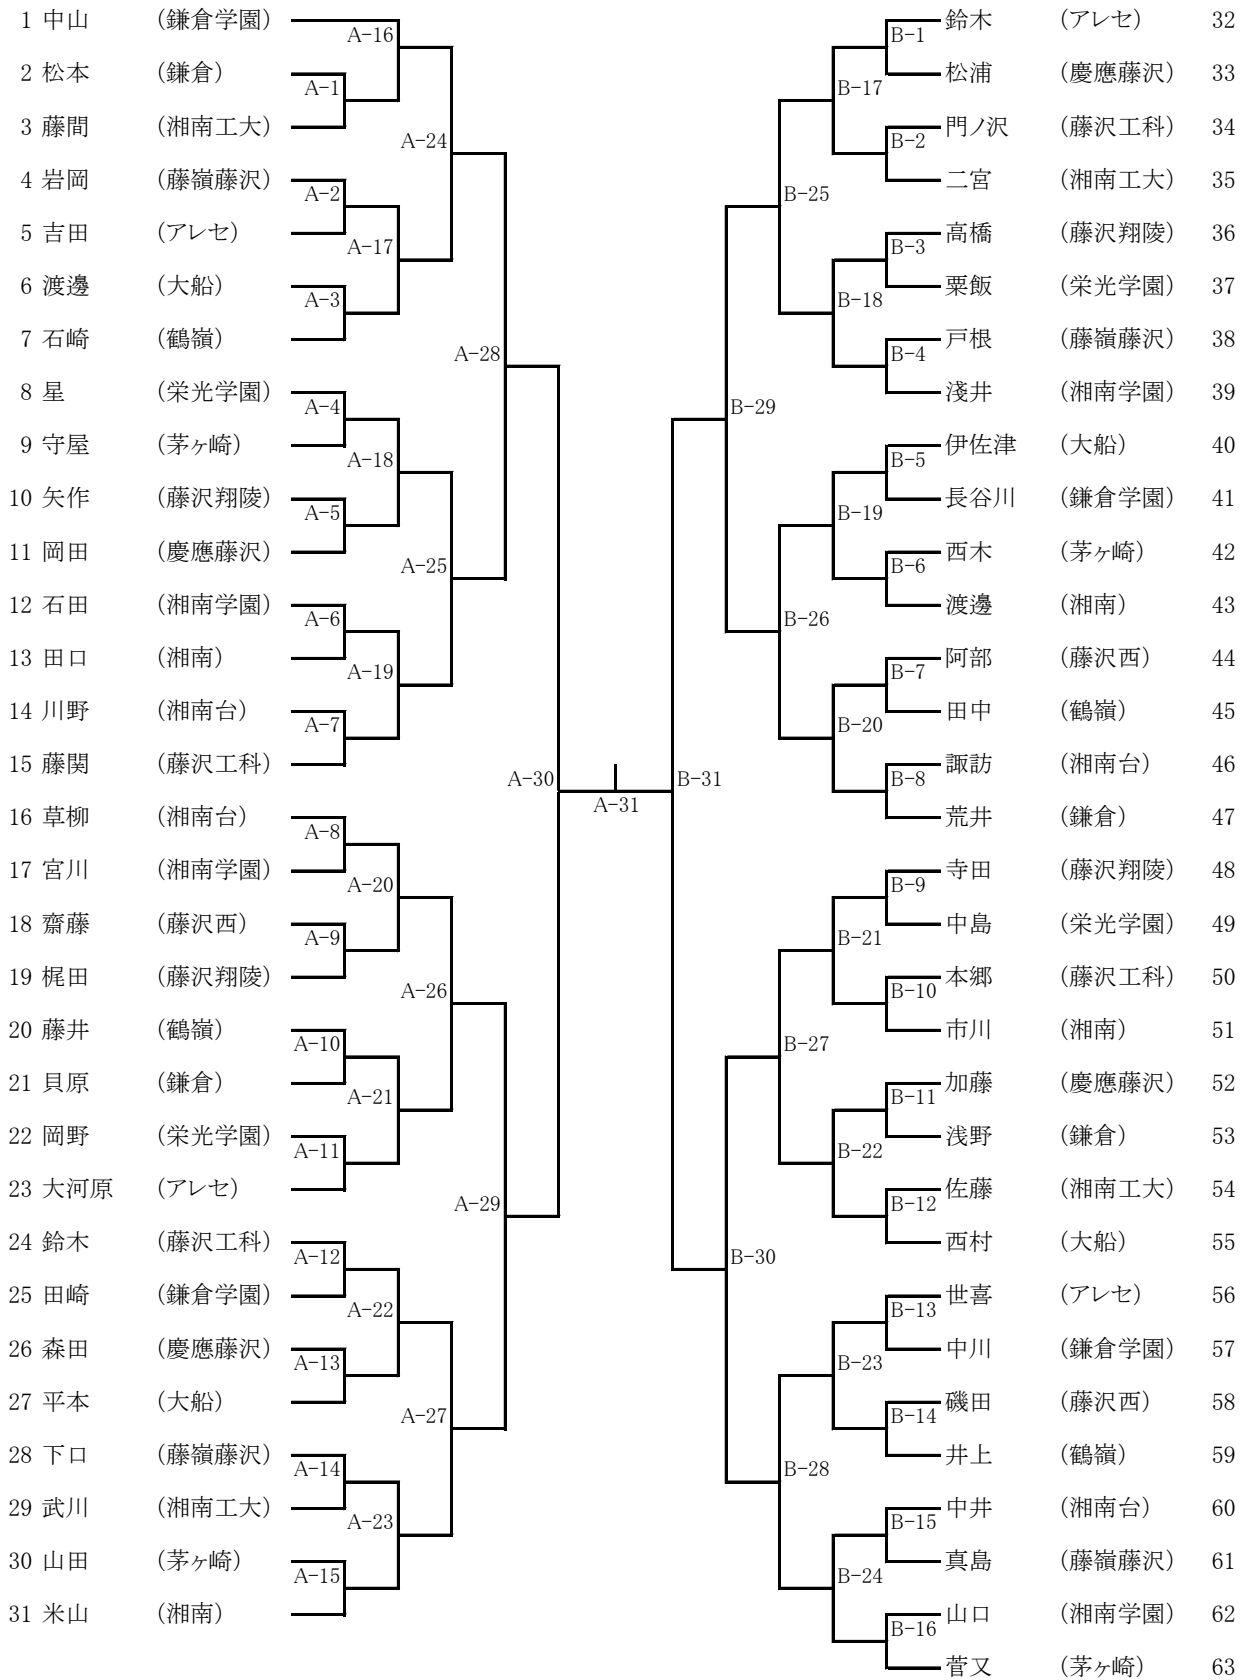 1 中山 (鎌倉学園)
2 松本 (鎌倉)
3 藤間 (湘南工大)
4 岩岡 (藤嶺藤沢)
5 吉田 (アレセ)
6 渡邊 (大船)
7 石崎 (鶴嶺)
8 星 (栄光学園)
9 守屋 (茅ヶ崎)
10 矢作 (藤沢翔陵)
11 岡田 (慶應藤沢)
12 石田 (湘南学園)
13 田口 (湘南)
14 川野 (湘南台)
15 藤関 (藤沢工科)
16 草柳 (湘南台)
17 宮川 (湘南学園)
18 齋藤 (藤沢西)
19 梶田 (藤沢翔陵)
20 藤井 (鶴嶺)
21 貝原 (鎌倉)
22 岡野 (栄光学園)
23 大河原 (アレセ)
24 鈴木 (藤沢工科)
25 田崎 (鎌倉学園)
26 森田 (慶應藤沢)
27 平本 (大船)
28 下口 (藤嶺藤沢)
29 武川 (湘南工大)
30 山田 (茅ヶ崎)
31 米山 (湘南)
A-1
A-2
A-3
A-4
A-5
A-6
A-7
A-8
A-9
A-10
A-11
A-12
A-13
A-14
A-15
A-16
A-17
A-18
A-19
A-20
A-21
A-22
A-23
A-24
A-25
A-26
A-27
A-28
A-29
A-30
A-31
B-31
B-29
B-30
B-25
B-26
B-27
B-28
B-17
B-18
B-19
B-20
B-21
B-22
B-23
B-24
B-1
B-2
B-3
B-4
B-5
B-6
B-7
B-8
B-9
B-10
B-11
B-12
B-13
B-14
B-15
B-16
鈴木 (アレセ) 32
松浦 (慶應藤沢) 33
門ノ沢 (藤沢工科) 34
二宮 (湘南工大) 35
高橋 (藤沢翔陵) 36
粟飯 (栄光学園) 37
戸根 (藤嶺藤沢) 38
淺井 (湘南学園) 39
伊佐津 (大船) 40
長谷川 (鎌倉学園) 41
西木 (茅ヶ崎) 42
渡邊 (湘南) 43
阿部 (藤沢西) 44
田中 (鶴嶺) 45
諏訪 (湘南台) 46
荒井 (鎌倉) 47
寺田 (藤沢翔陵) 48
中島 (栄光学園) 49
本郷 (藤沢工科) 50
市川 (湘南) 51
加藤 (慶應藤沢) 52
浅野 (鎌倉) 53
佐藤 (湘南工大) 54
西村 (大船) 55
世喜 (アレセ) 56
中川 (鎌倉学園) 57
磯田 (藤沢西) 58
井上 (鶴嶺) 59
中井 (湘南台) 60
真島 (藤嶺藤沢) 61
山口 (湘南学園) 62
菅又 (茅ヶ崎) 63